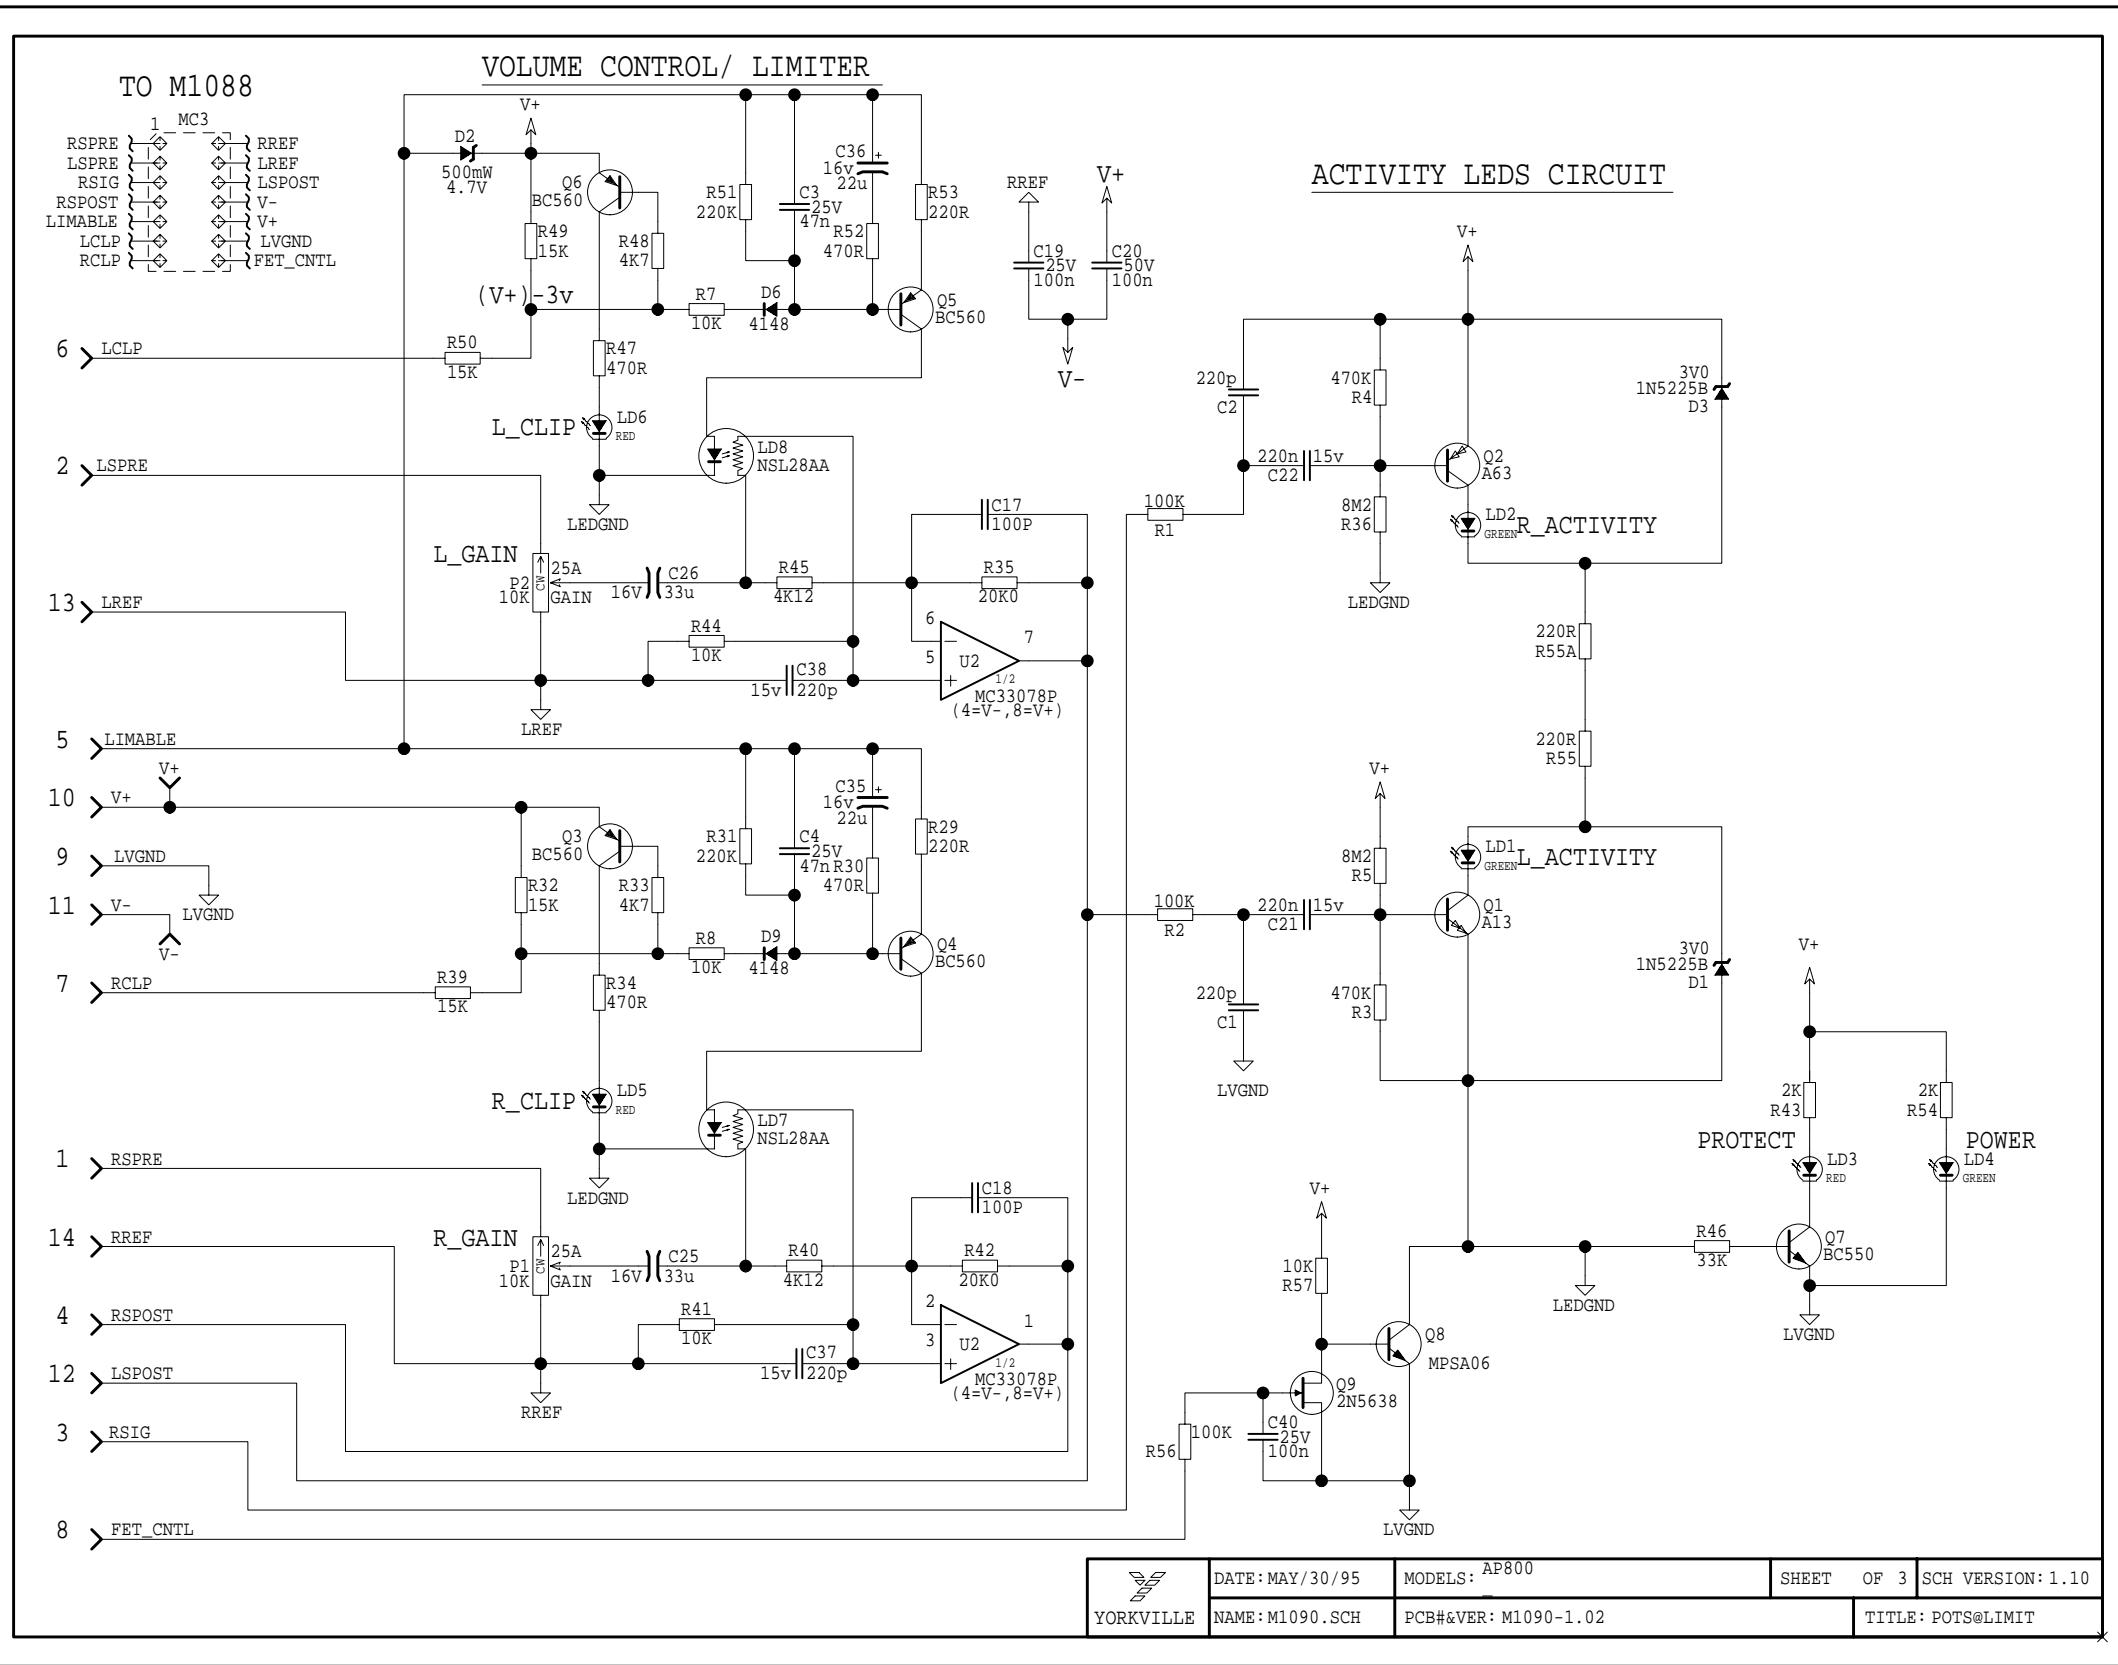 VOLUME CONTROL/ LIMITER
TO M1088
1 MC3
RSPRE RREF
LSPRE LREF
RSIG LSPOST
RSPOST V-
LIMABLE V+
LCLP LVGND
RCLP FET_CNTL
V+
D2
500mW
4.7V
Q6
BC560
R49
15K
R48
4K7
(V+)-3v
R51
220K
C3
25V
47n
C36
+
16v
22u
R52
470R
R53
220R
R7
10K
D6
4148
Q5
BC560
6 LCLP
R50
15K
R47
470R
L_CLIP
LD6
RED
LD8
NSL28AA
LEDGND
2 LSPRE
L_GAIN
P2
10K
CW
25A
GAIN
C26
16V
33u
R45
4K12
C17
100P
R35
20K0
R44
10K
C38
15v
220p
6
5
7
U2
1/2
MC33078P
(4=V-,8=V+)
13 LREF
LREF
RREF
V+
C19
25V
100n
C20
50V
100n
V-
ACTIVITY LEDS CIRCUIT
V+
220p
C2
470K
R4
3V0
1N5225B
D3
220n
15v
C22
Q2
A63
100K
R1
8M2
R36
LD2
GREEN
R_ACTIVITY
LEDGND
220R
R55A
220R
R55
5 LIMABLE
V+
10 V+
9 LVGND
LVGND
11 V-
V-
7 RCLP
R39
15K
Q3
BC560
R32
15K
R33
4K7
R31
220K
C4
25V
47n
C35
+
16v
22u
R30
470R
R29
220R
R8
10K
D9
4148
Q4
BC560
R34
470R
R_CLIP
LD5
RED
LD7
NSL28AA
LEDGND
V+
8M2
R5
LD1
GREEN
L_ACTIVITY
100K
R2
220n
15v
C21
Q1
A13
220p
C1
470K
R3
3V0
1N5225B
D1
LVGND
V+
2K
R43
2K
R54
PROTECT
LD3
RED
POWER
LD4
GREEN
R46
33K
Q7
BC550
LEDGND
LVGND
1 RSPRE
14 RREF
R_GAIN
P1
10K
CW
25A
GAIN
C25
16V
33u
R40
4K12
C18
100P
R42
20K0
R41
10K
C37
15v
220p
2
3
1
U2
1/2
MC33078P
(4=V-,8=V+)
RREF
4 RSPOST
12 LSPOST
3 RSIG
8 FET_CNTL
V+
10K
R57
Q8
MPSA06
Q9
2N5638
100K
R56
C40
25V
100n
LVGND
YORKVILLE
DATE:MAY/30/95
MODELS: AP800
_
SHEET OF 3
SCH VERSION:1.10
NAME:M1090.SCH
PCB#&VER:M1090-1.02
TITLE:POTS@LIMIT